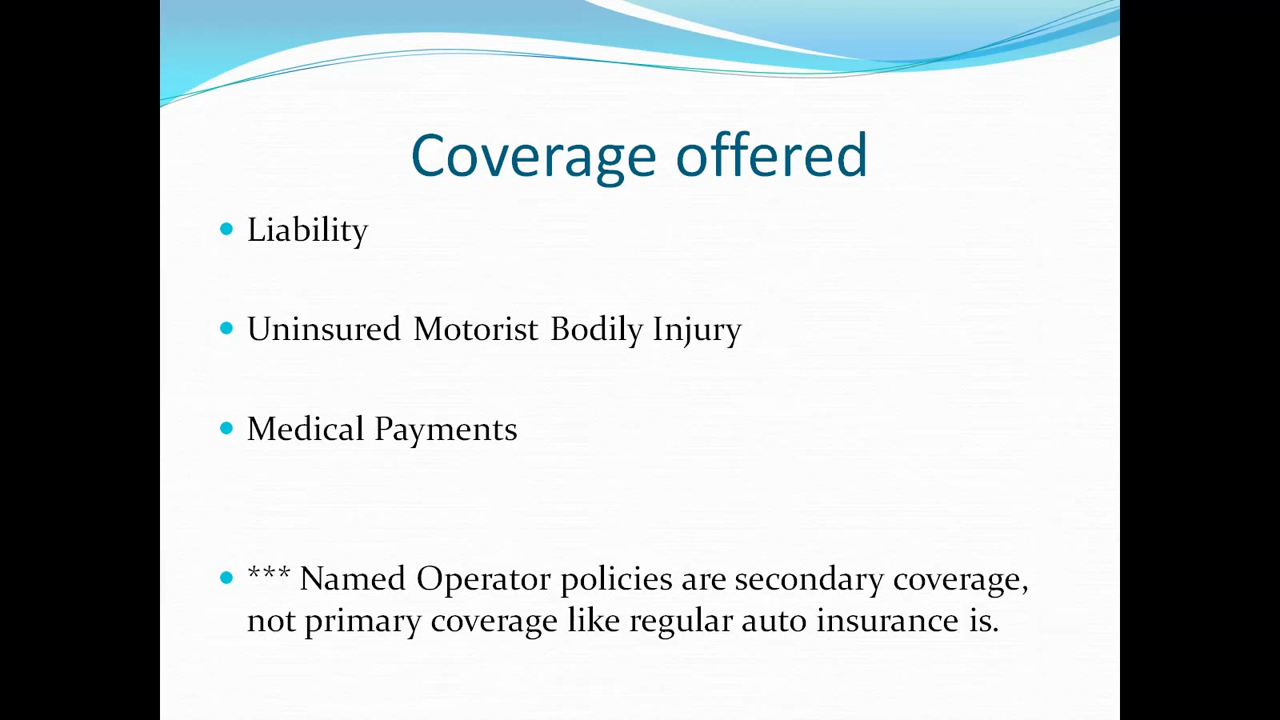 Coverage offered
• Liability
• Uninsured Motorist Bodily Injury
• Medical Payments
• *** Named Operator policies are secondary coverage,
not primary coverage like regular auto insurance is.